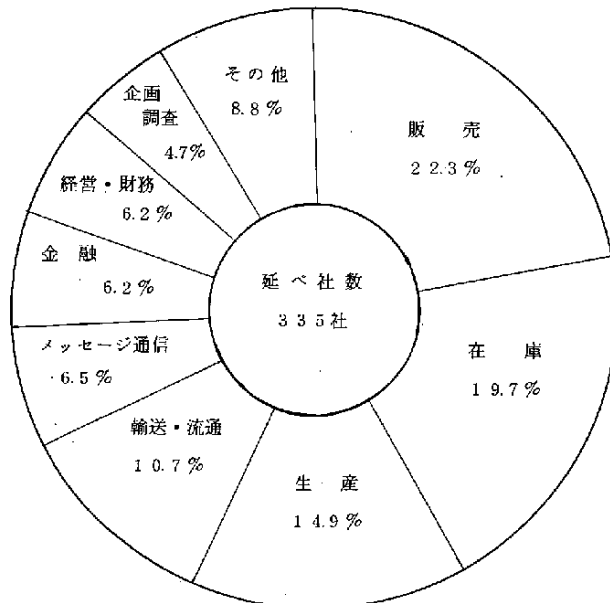 延べ社数
335社
販売
22.3%
在庫
19.7%
生産
14.9%
輸送・流通
10.7%
メッセージ通信
6.5%
金融
6.2%
経営・財務
6.2%
企画
調査
4.7%
その他
8.8%